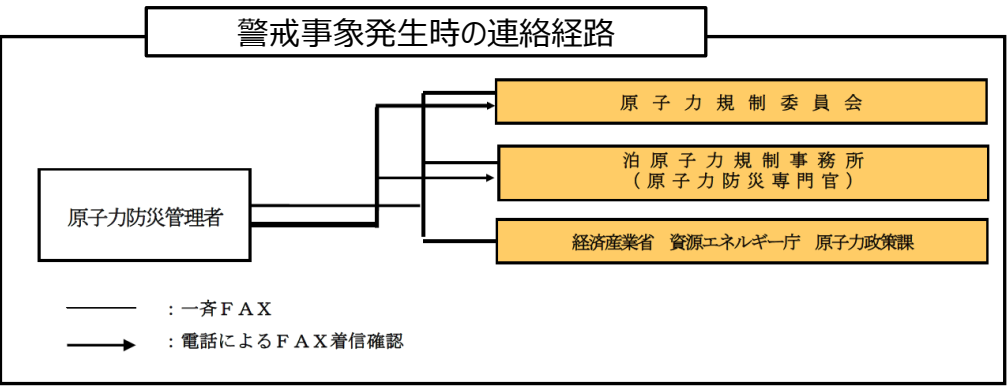 警戒事象発生時の連絡経路
原子力規制委員会
泊原子力規制事務所
（原子力防災専門官）
原子力防災管理者
経済産業省　資源エネルギー庁　原子力政策課
：一斉ＦＡＸ
：電話によるＦＡＸ着信確認